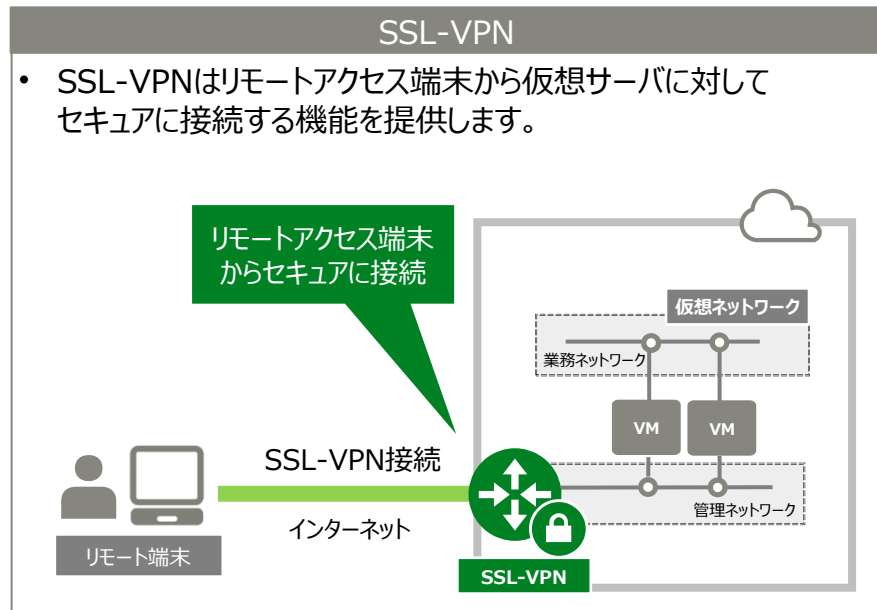 SSL-VPN
• SSL-VPNはリモートアクセス端末から仮想サーバに対して
セキュアに接続する機能を提供します。
リモートアクセス端末
からセキュアに接続
仮想ネットワーク
業務ネットワーク
VM
VM
SSL-VPN接続
管理ネットワーク
インターネット
リモート端末
SSL-VPN